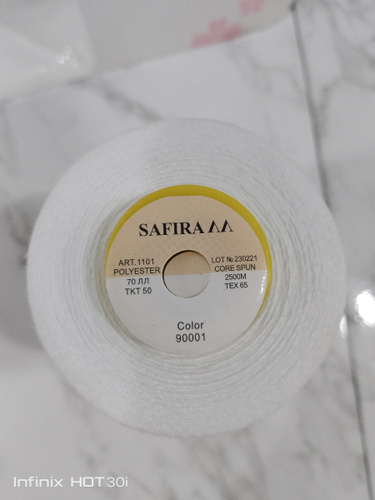 SAFIRA ΛΛ
ART.1101
POLYESTER
70 ЛЛ
TKT 50
LOT № 230221
CORE SPUN
2500M
TEX 65
Color
90001
Infinix HOT30i